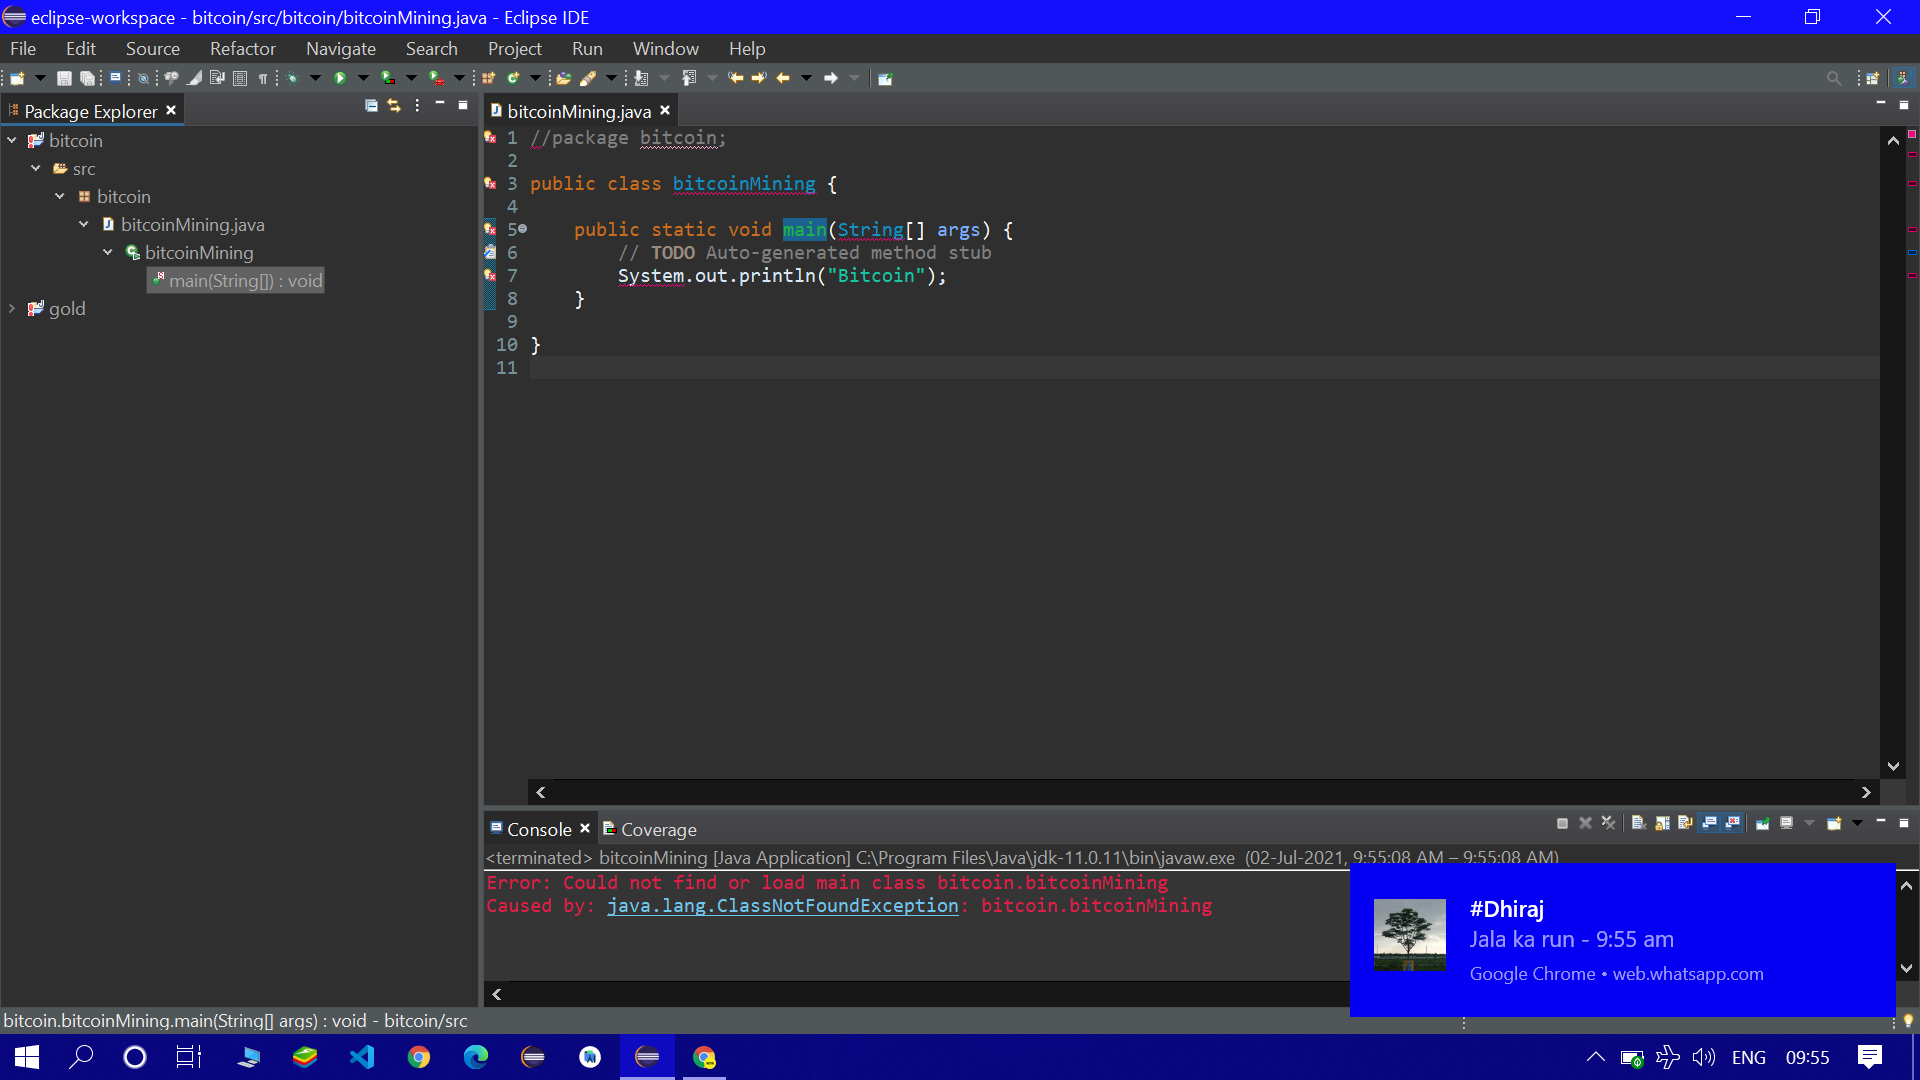 eclipse-workspace - bitcoin/src/bitcoin/bitcoinMining.java - Eclipse IDE
File Edit Source Refactor Navigate Search Project Run Window Help
Package Explorer
bitcoin
src
bitcoin
bitcoinMining.java
bitcoinMining
main(String[]) : void
gold
bitcoinMining.java
1 //package bitcoin;
2
3 public class bitcoinMining {
4
5 public static void main(String[] args) {
6 // TODO Auto-generated method stub
7 System.out.println("Bitcoin");
8 }
9
10 }
11
Console Coverage
<terminated> bitcoinMining [Java Application] C:\Program Files\Java\jdk-11.0.11\bin\javaw.exe (02-Jul-2021, 9:55:08 AM – 9:55:08 AM)
Error: Could not find or load main class bitcoin.bitcoinMining
Caused by: java.lang.ClassNotFoundException: bitcoin.bitcoinMining
#Dhiraj
Jala ka run - 9:55 am
Google Chrome • web.whatsapp.com
bitcoin.bitcoinMining.main(String[] args) : void - bitcoin/src
ENG 09:55